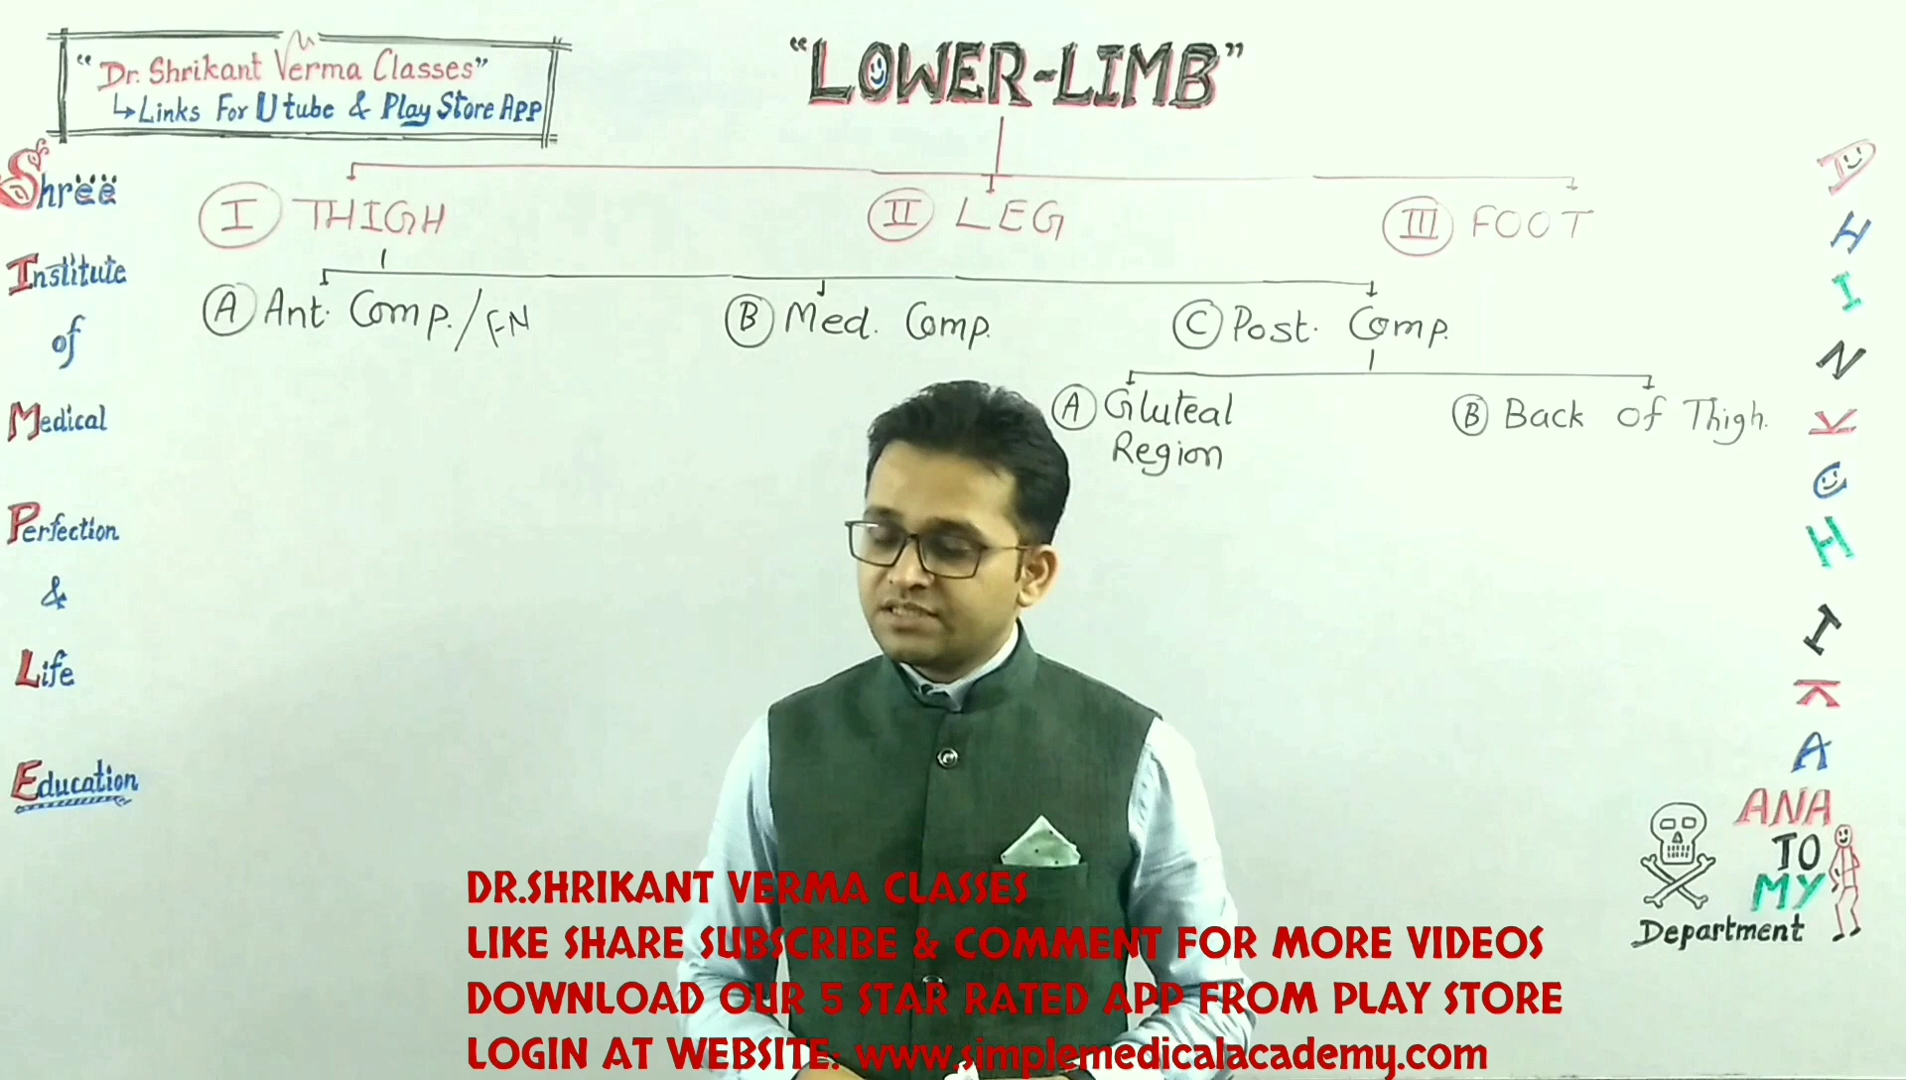 "Dr. Shrikant Verma Classes"
↳Links For Utube & Play Store App
"LOWER-LIMB"
Shree
Institute
of
Medical
Perfection
&
Life
Education
I THIGH
II LEG
III FOOT
A Ant. Comp./FN
B Med. Comp.
C Post. Comp.
A Gluteal
Region
B Back of Thigh.
D
H
I
N
K
C
H
I
K
A
ANA
TO
MY
Department
DR.SHRIKANT VERMA CLASSES
LIKE SHARE SUBSCRIBE & COMMENT FOR MORE VIDEOS
DOWNLOAD OUR 5 STAR RATED APP FROM PLAY STORE
LOGIN AT WEBSITE: www.simplemedicalacademy.com